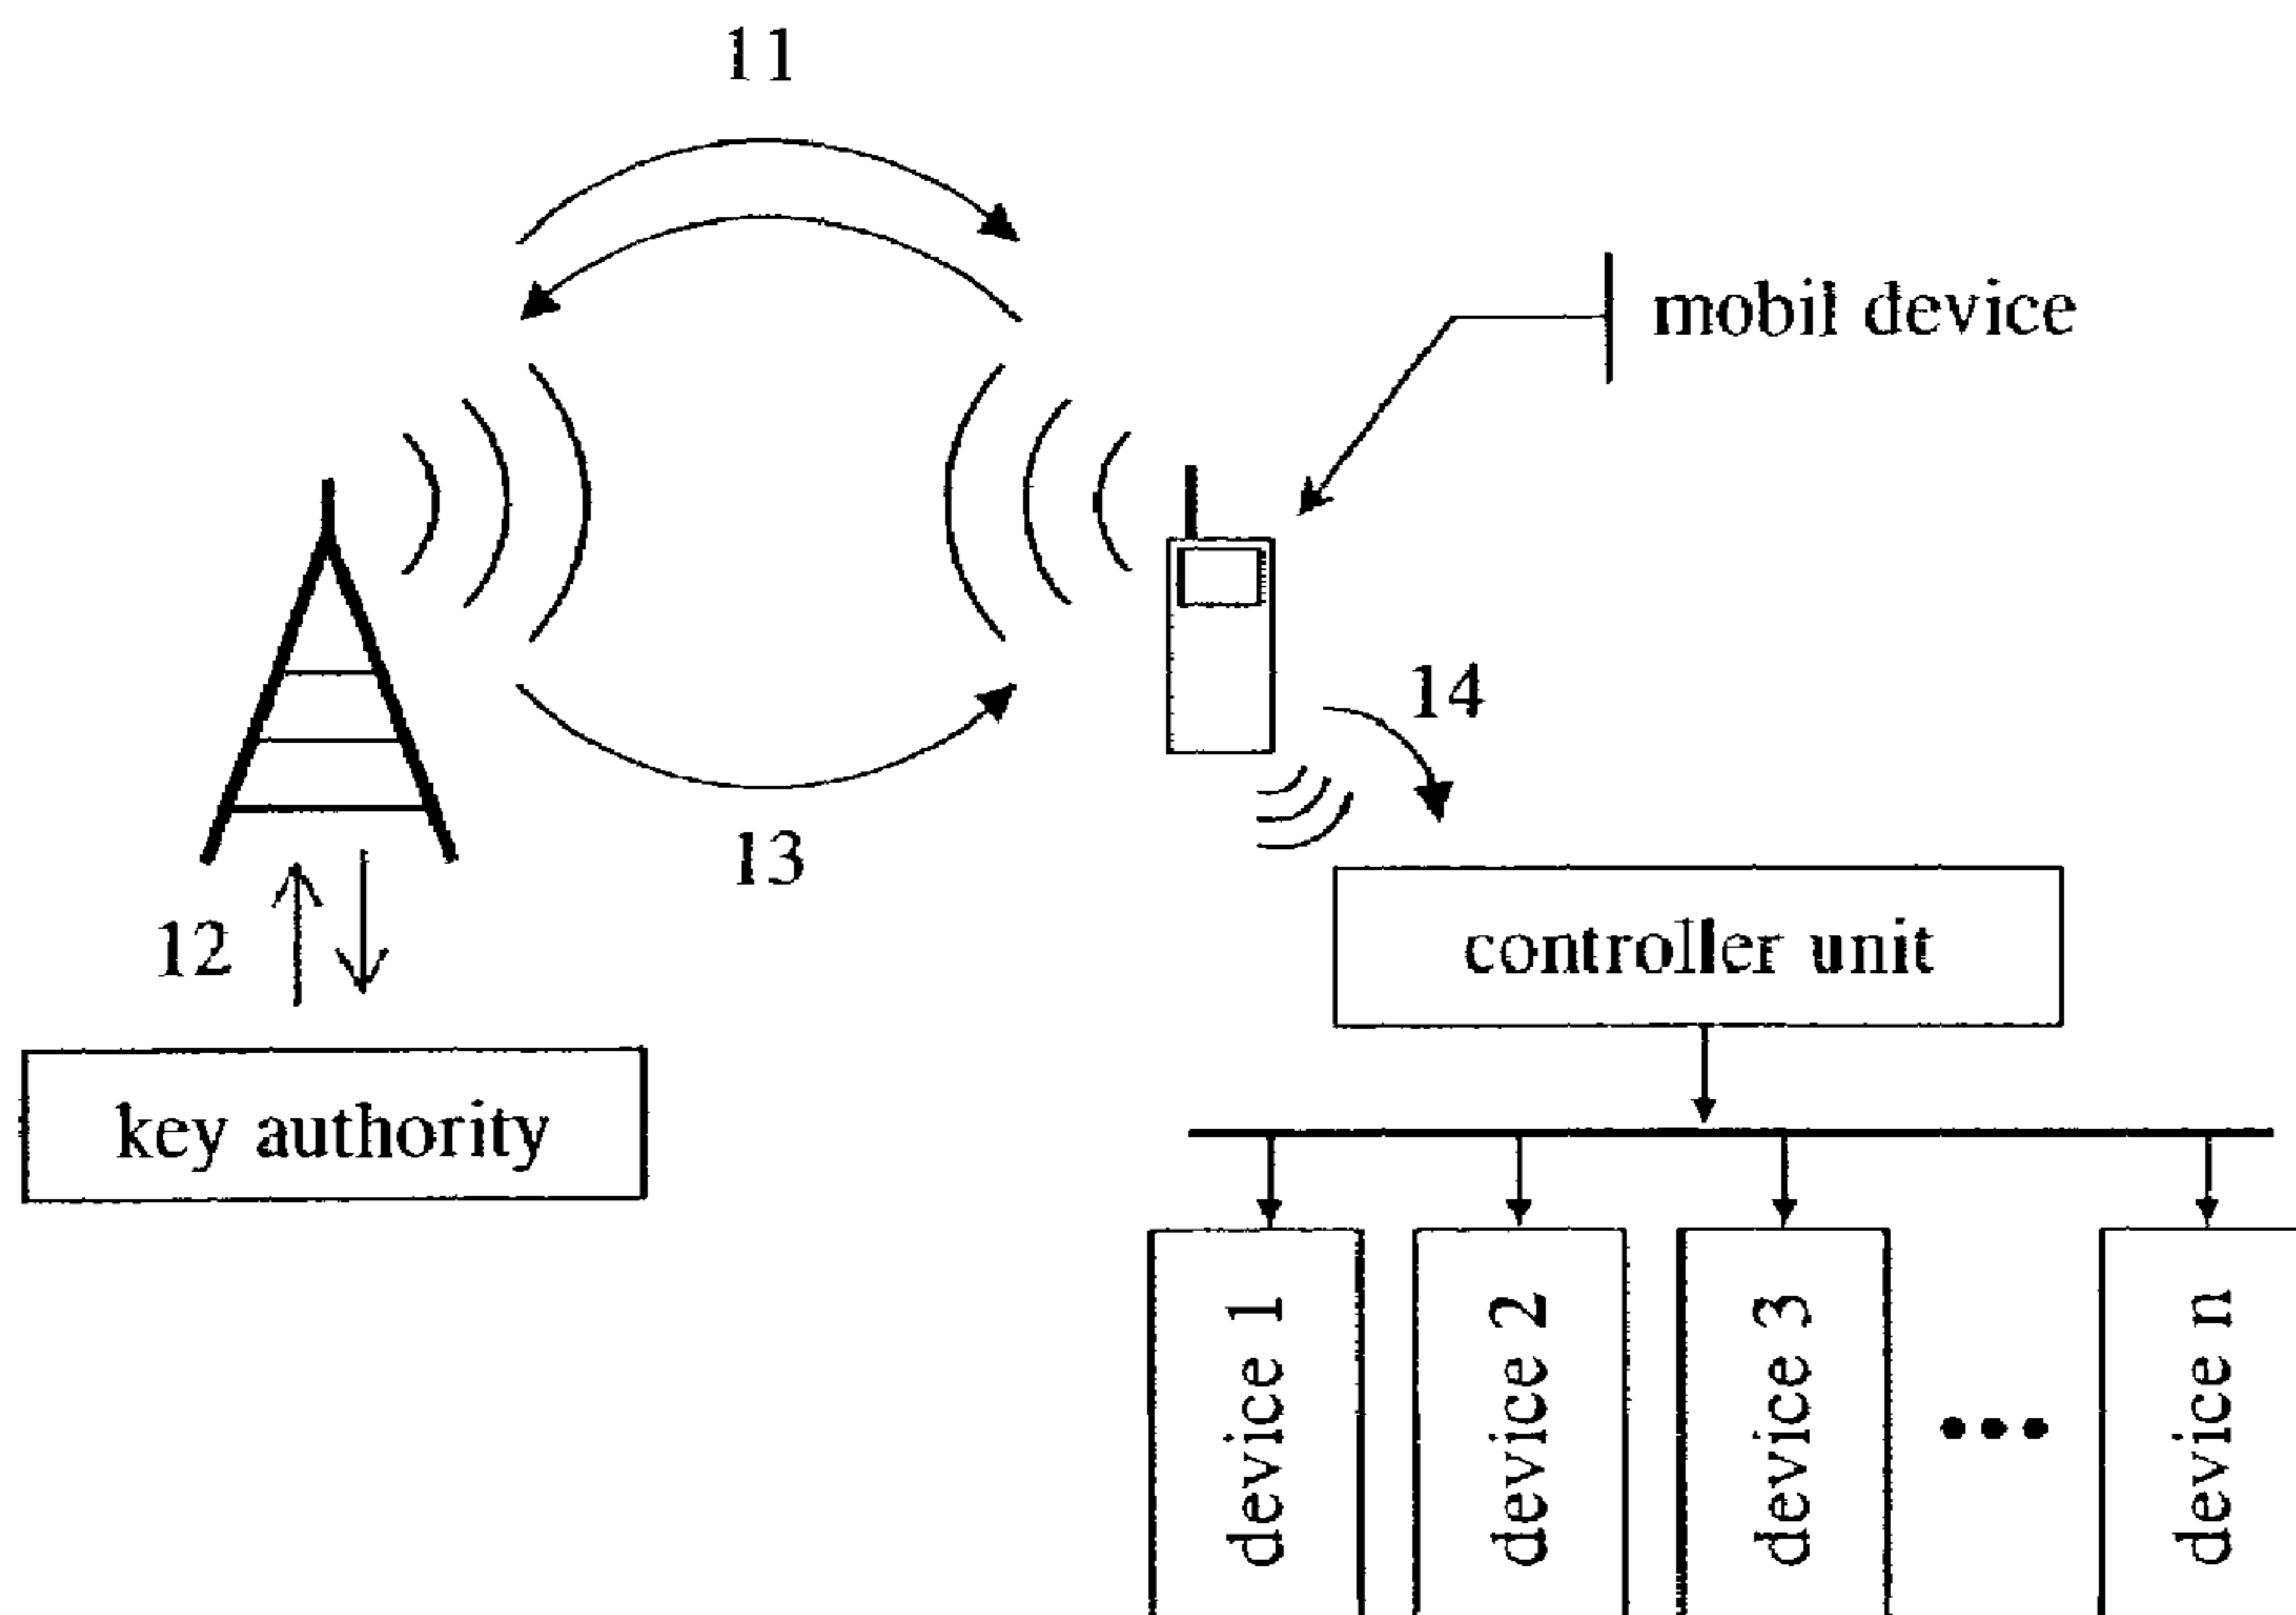 11
mobil device
14
13
12
controller unit
key authority
device 1
device 2
device 3
•••
device n